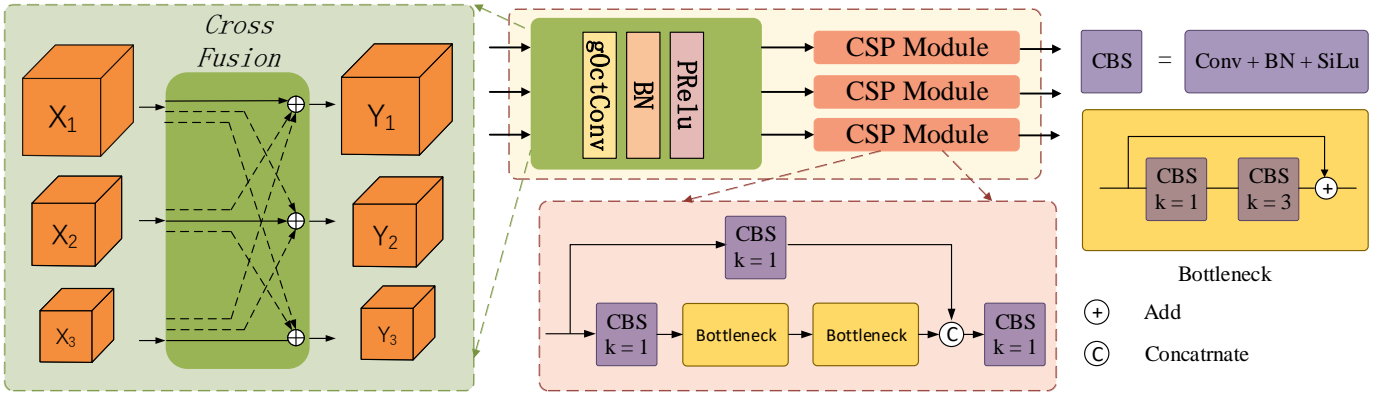 Cross
Fusion
X1
X2
X3
Y1
Y2
Y3
gOctConv
BN
PRelu
CSP Module
CSP Module
CSP Module
CBS
=
Conv + BN + SiLu
CBS
k = 1
CBS
k = 3
+
Bottleneck
+ Add
C Concatrnate
CBS
k = 1
CBS
k = 1
Bottleneck
Bottleneck
C
CBS
k = 1